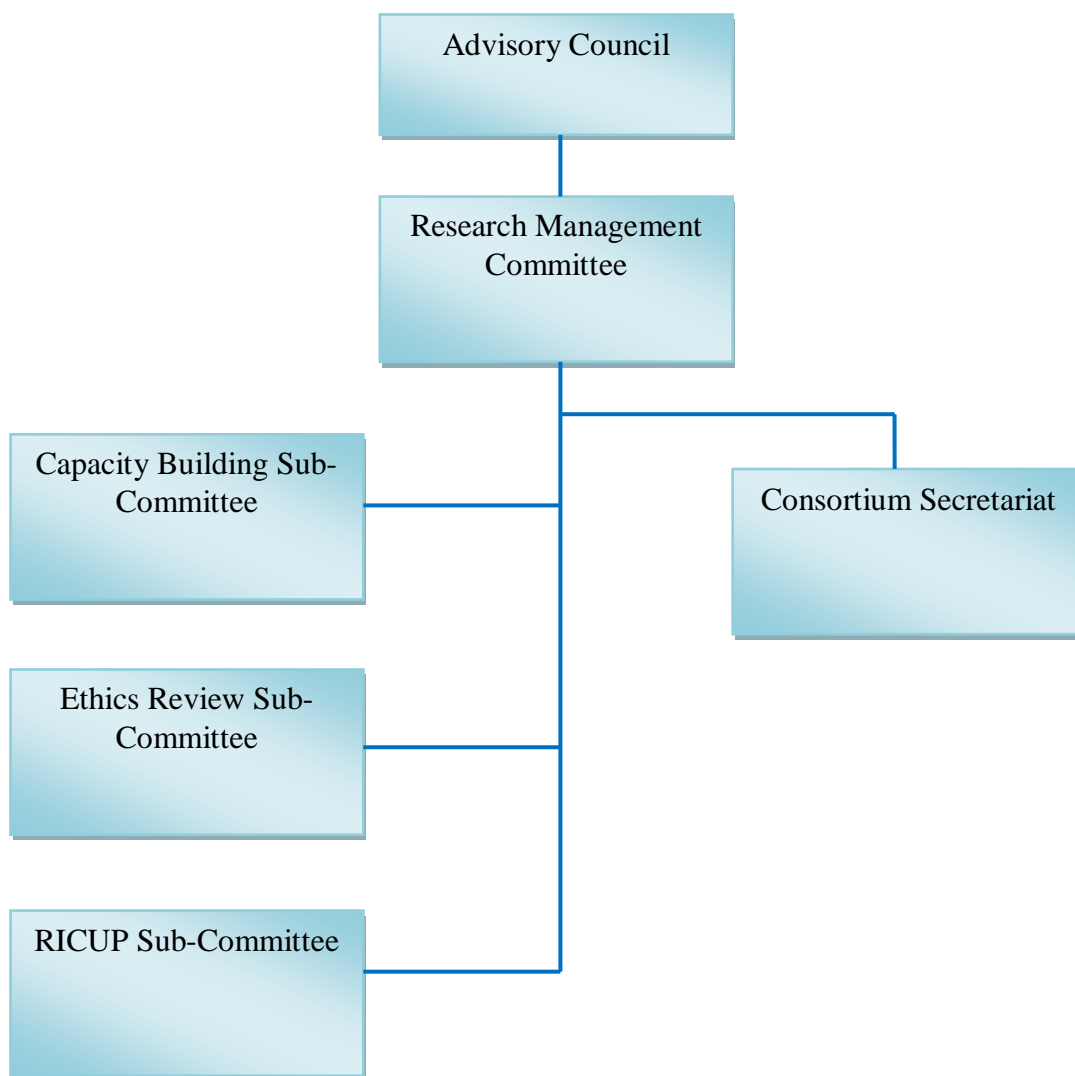 Advisory Council
Research Management
Committee
Capacity Building Sub-
Committee
Consortium Secretariat
Ethics Review Sub-
Committee
RICUP Sub-Committee